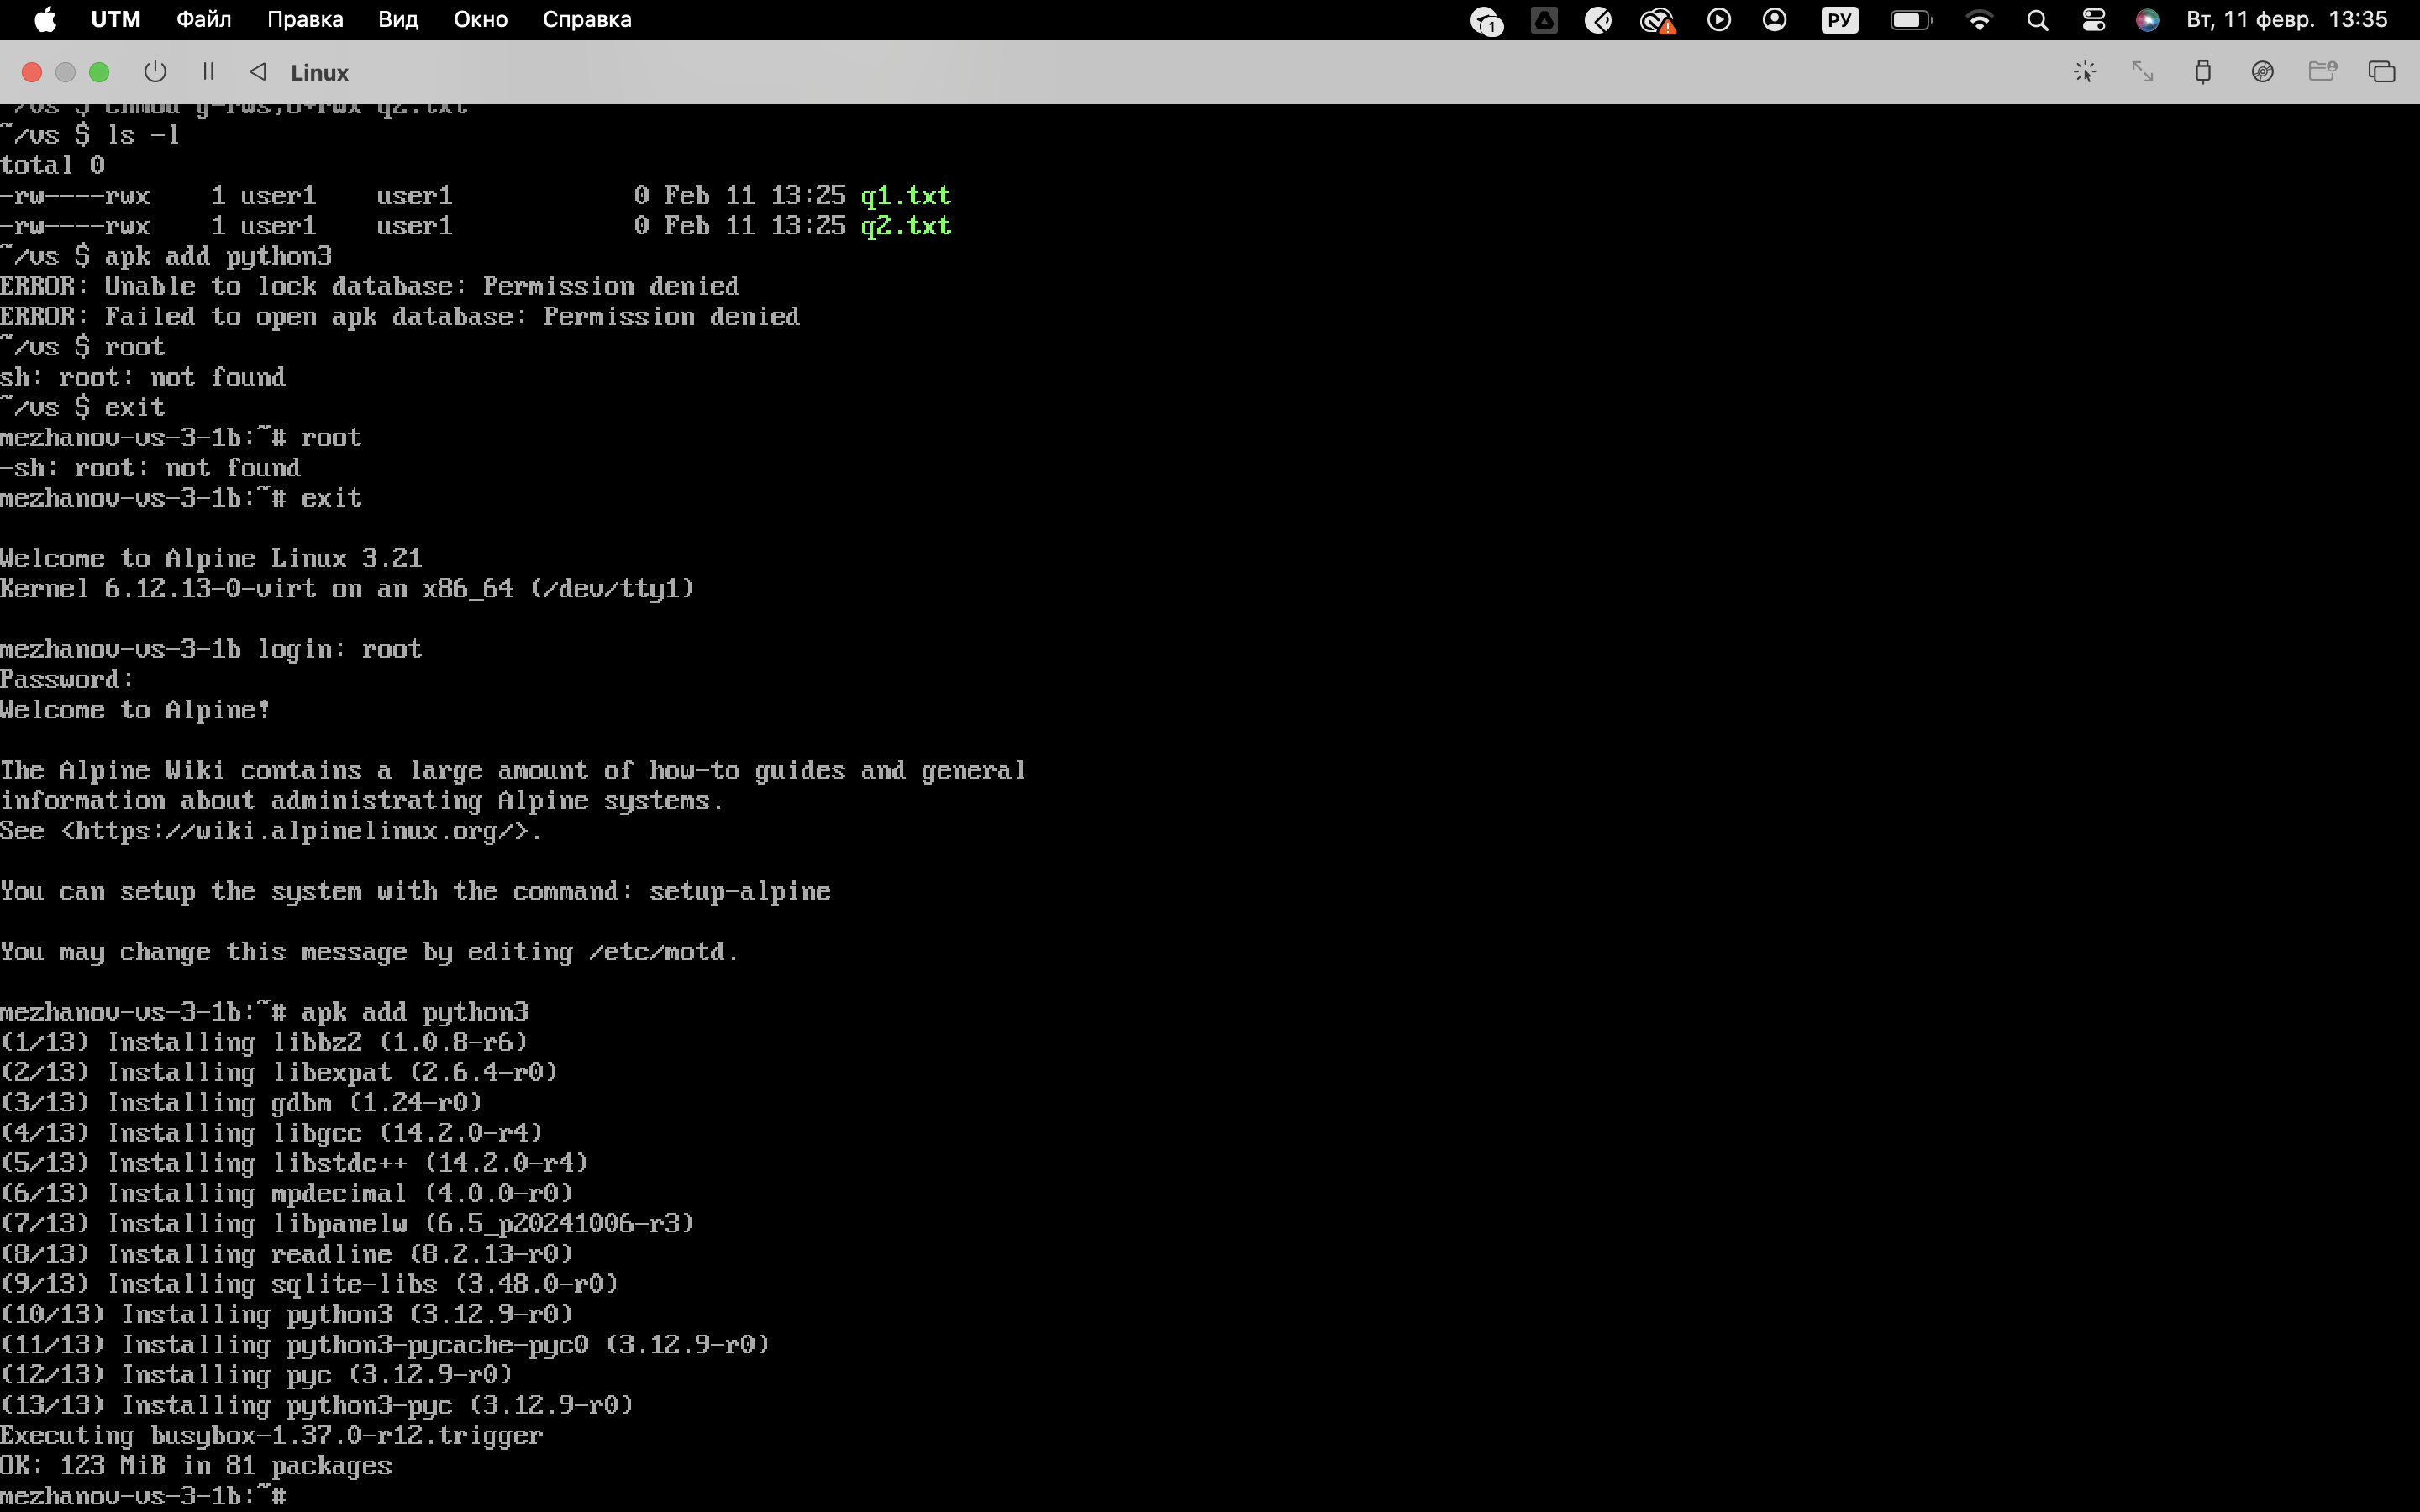 UTM Файл Правка Вид Окно Справка 1 РУ Вт, 11 февр. 13:35
Linux
~/vs $ chmod g-rws,o+rwx q2.txt
~/vs $ ls -l
total 0
-rw----rwx    1 user1    user1            0 Feb 11 13:25 q1.txt
-rw----rwx    1 user1    user1            0 Feb 11 13:25 q2.txt
~/vs $ apk add python3
ERROR: Unable to lock database: Permission denied
ERROR: Failed to open apk database: Permission denied
~/vs $ root
sh: root: not found
~/vs $ exit
mezhanov-vs-3-1b:~# root
-sh: root: not found
mezhanov-vs-3-1b:~# exit
Welcome to Alpine Linux 3.21
Kernel 6.12.13-0-virt on an x86_64 (/dev/tty1)
mezhanov-vs-3-1b login: root
Password:
Welcome to Alpine!
The Alpine Wiki contains a large amount of how-to guides and general
information about administrating Alpine systems.
See <https://wiki.alpinelinux.org/>.
You can setup the system with the command: setup-alpine
You may change this message by editing /etc/motd.
mezhanov-vs-3-1b:~# apk add python3
(1/13) Installing libbz2 (1.0.8-r6)
(2/13) Installing libexpat (2.6.4-r0)
(3/13) Installing gdbm (1.24-r0)
(4/13) Installing libgcc (14.2.0-r4)
(5/13) Installing libstdc++ (14.2.0-r4)
(6/13) Installing mpdecimal (4.0.0-r0)
(7/13) Installing libpanelw (6.5_p20241006-r3)
(8/13) Installing readline (8.2.13-r0)
(9/13) Installing sqlite-libs (3.48.0-r0)
(10/13) Installing python3 (3.12.9-r0)
(11/13) Installing python3-pycache-pyc0 (3.12.9-r0)
(12/13) Installing pyc (3.12.9-r0)
(13/13) Installing python3-pyc (3.12.9-r0)
Executing busybox-1.37.0-r12.trigger
OK: 123 MiB in 81 packages
mezhanov-vs-3-1b:~#